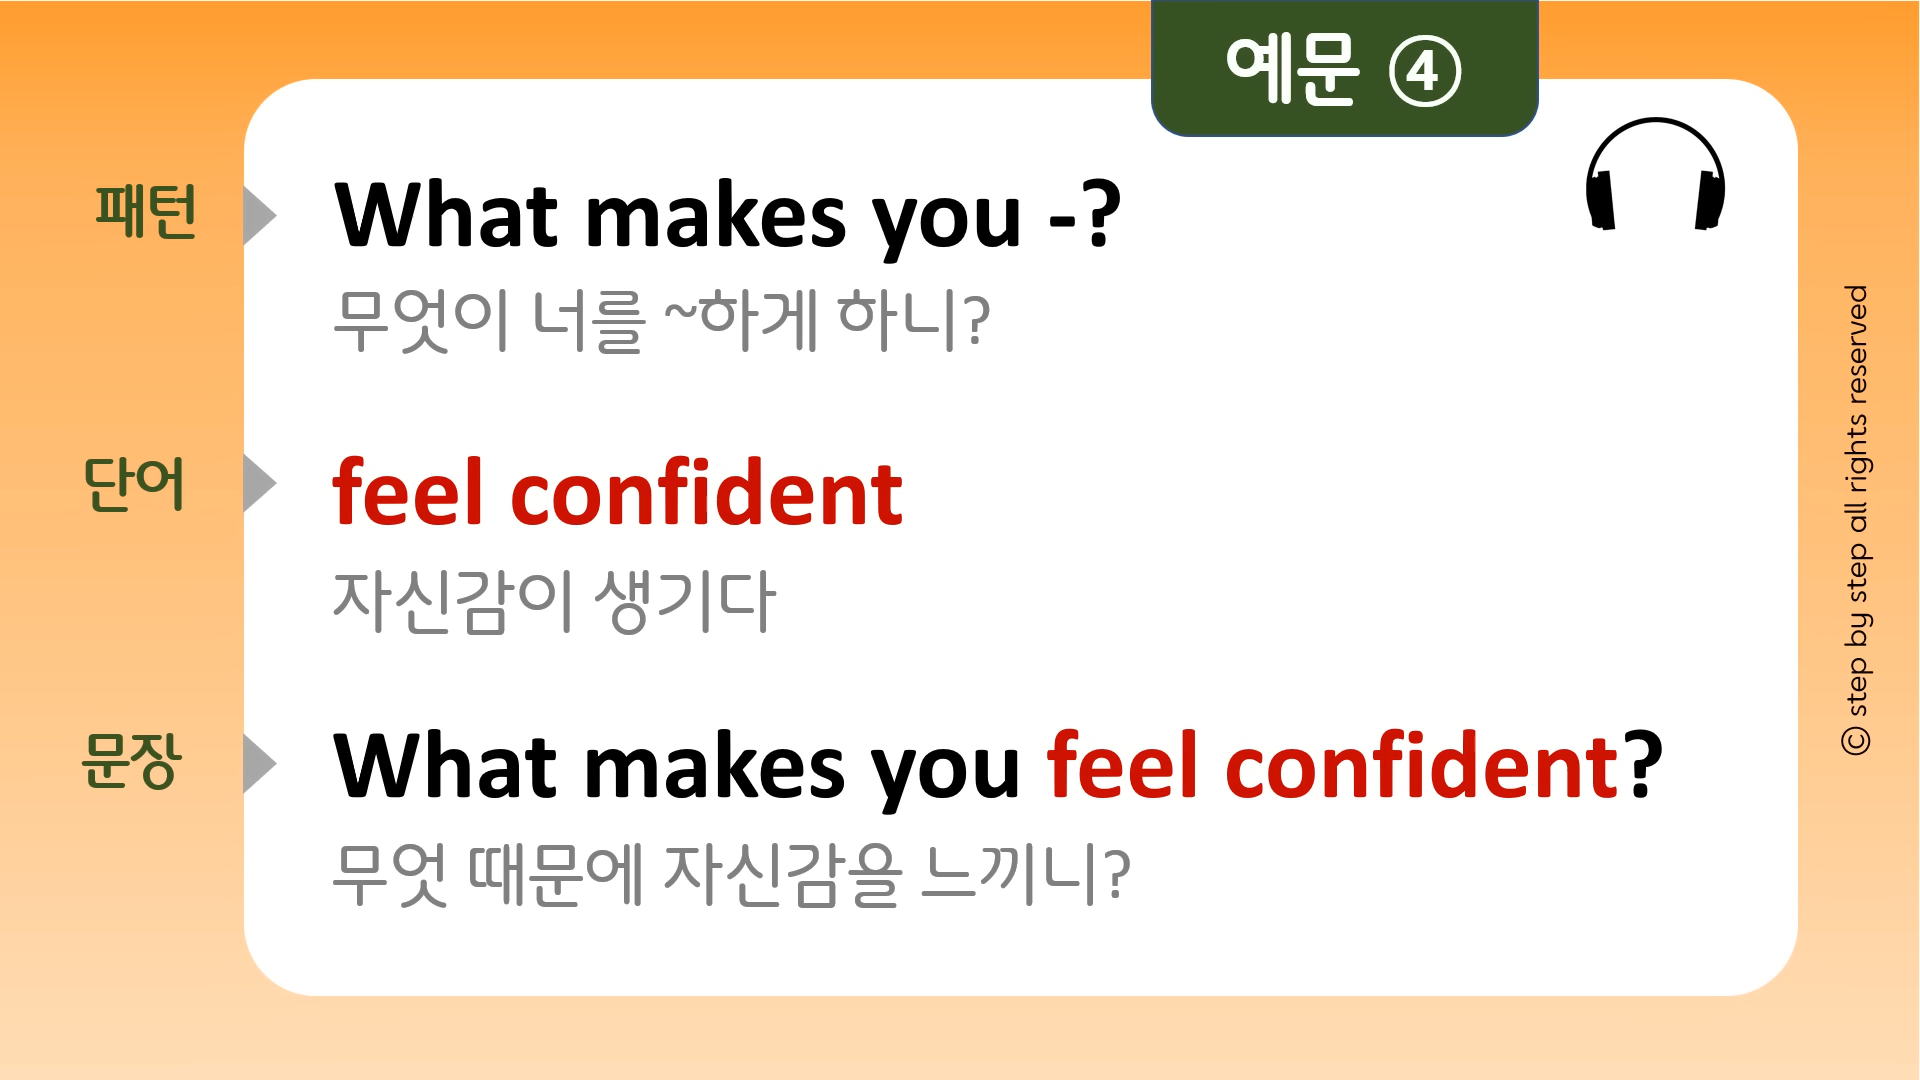 예문 ④
패턴
What makes you -?
무엇이 너를 ~하게 하니?
단어
feel confident
자신감이 생기다
문장
What makes you feel confident?
무엇 때문에 자신감을 느끼니?
© step by step all rights reserved